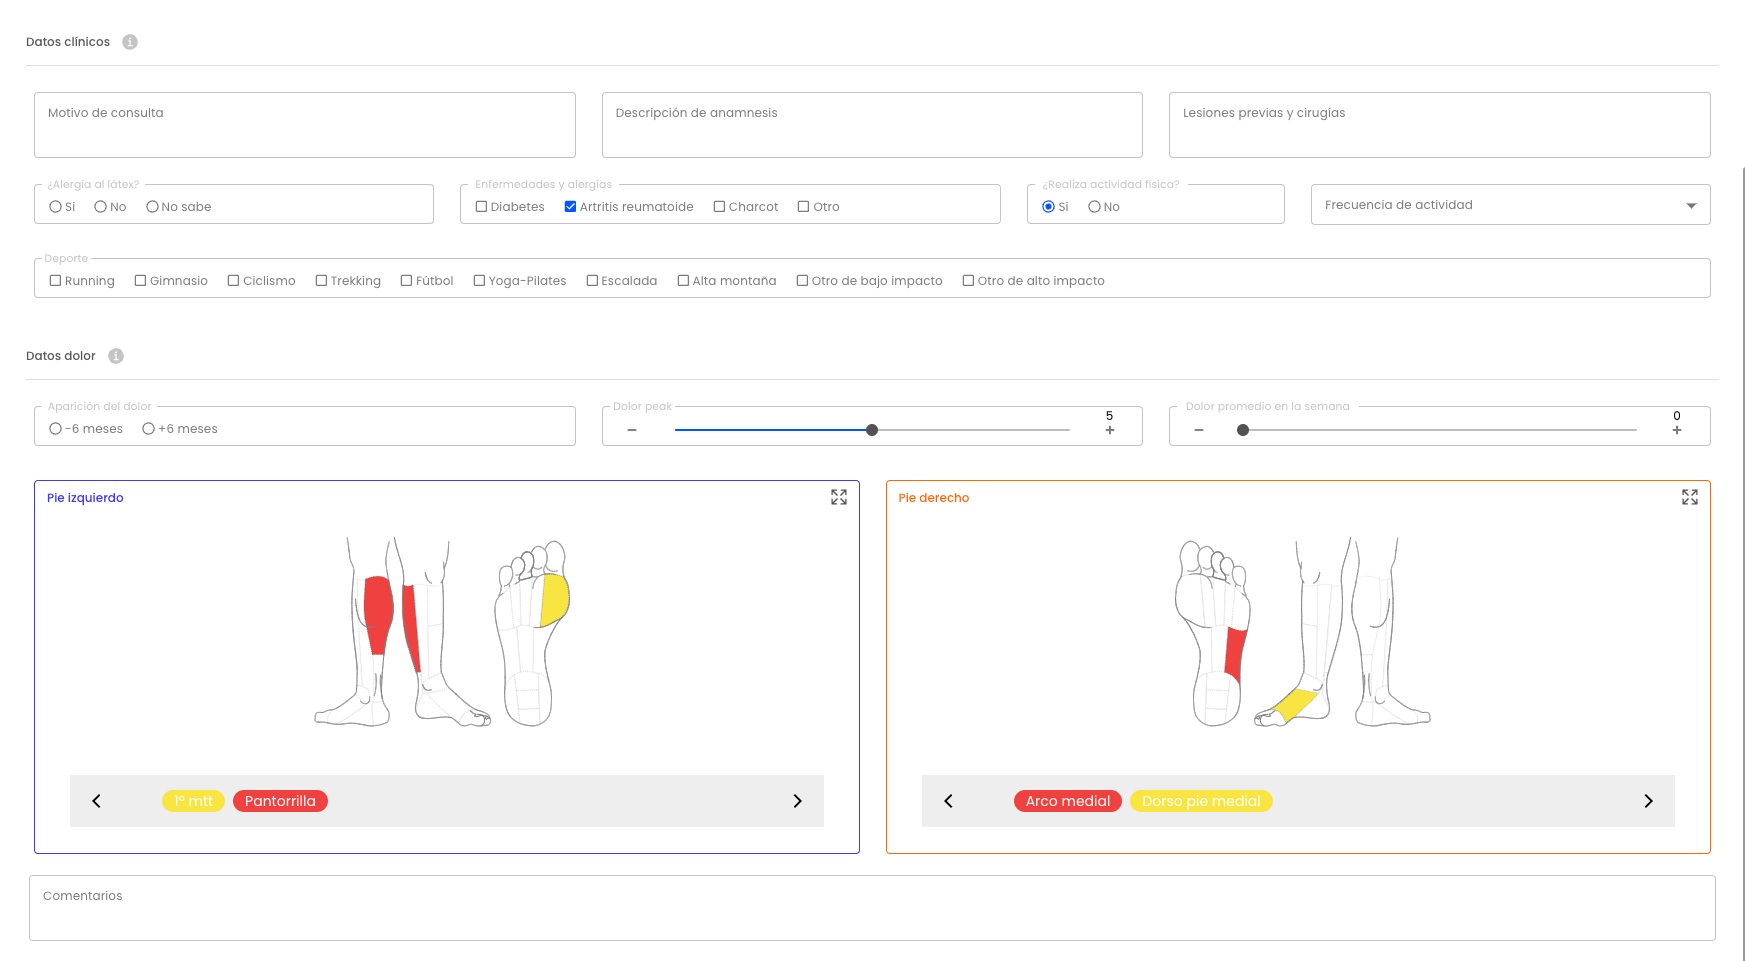 Datos clínicos
Motivo de consulta
Descripción de anamnesis
Lesiones previas y cirugías
¿Alergia al látex?
Si No No sabe
Enfermedades y alergias
Diabetes Artritis reumatoide Charcot Otro
¿Realiza actividad física?
Si No
Frecuencia de actividad
Deporte
Running Gimnasio Ciclismo Trekking Fútbol Yoga-Pilates Escalada Alta montaña Otro de bajo impacto Otro de alto impacto
Datos dolor
Aparición del dolor
-6 meses +6 meses
Dolor peak
5
− +
Dolor promedio en la semana
0
− +
Pie izquierdo
1º mtt Pantorrilla
Pie derecho
Arco medial Dorso pie medial
Comentarios